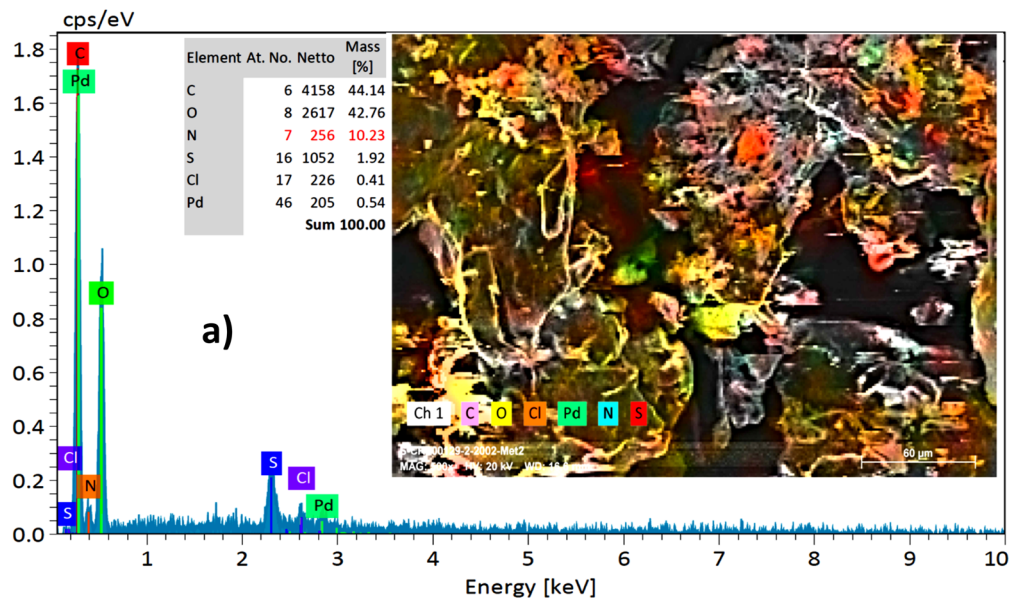 cps/eV
1.8
1.6
1.4
1.2
1.0
0.8
0.6
0.4
0.2
0.0
C
Pd
O
Cl
N
S
S
Cl
Pd
Element At. No. Netto Mass [%]
C 6 4158 44.14
O 8 2617 42.76
N 7 256 10.23
S 16 1052 1.92
Cl 17 226 0.41
Pd 46 205 0.54
Sum 100.00
a)
Ch 1 C O Cl Pd N S
60 µm
1 2 3 4 5 6 7 8 9 10
Energy [keV]